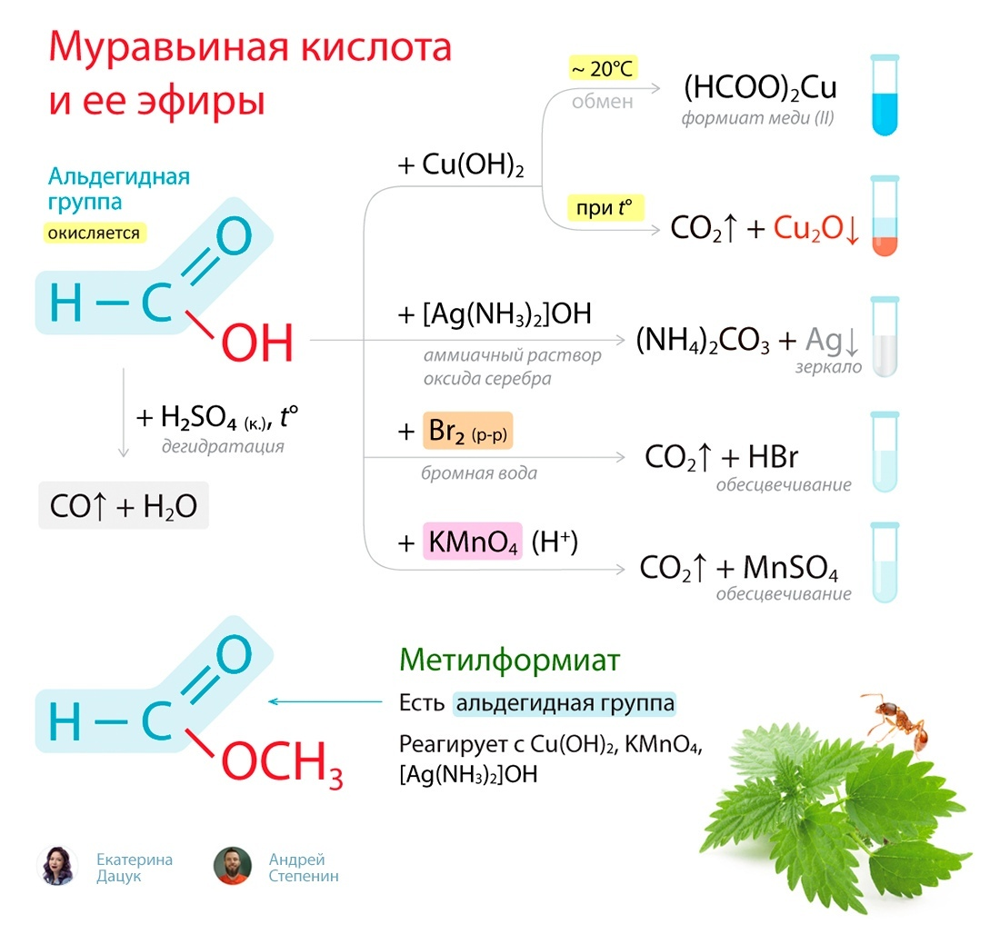 Муравьиная кислота
и ее эфиры
Альдегидная
группа
окисляется
H – C
O
OH
+ H₂SO₄ (к.), t°
дегидратация
CO↑ + H₂O
+ Cu(OH)₂
~ 20°C
обмен
(HCOO)₂Cu
формиат меди (II)
при t°
CO₂↑ + Cu₂O↓
+ [Ag(NH₃)₂]OH
аммиачный раствор
оксида серебра
(NH₄)₂CO₃ + Ag↓
зеркало
+ Br₂ (р-р)
бромная вода
CO₂↑ + HBr
обесцвечивание
+ KMnO₄ (H⁺)
CO₂↑ + MnSO₄
обесцвечивание
H – C
O
OCH₃
Метилформиат
Есть альдегидная группа
Реагирует с Cu(OH)₂, KMnO₄,
[Ag(NH₃)₂]OH
Екатерина
Дацук
Андрей
Степенин